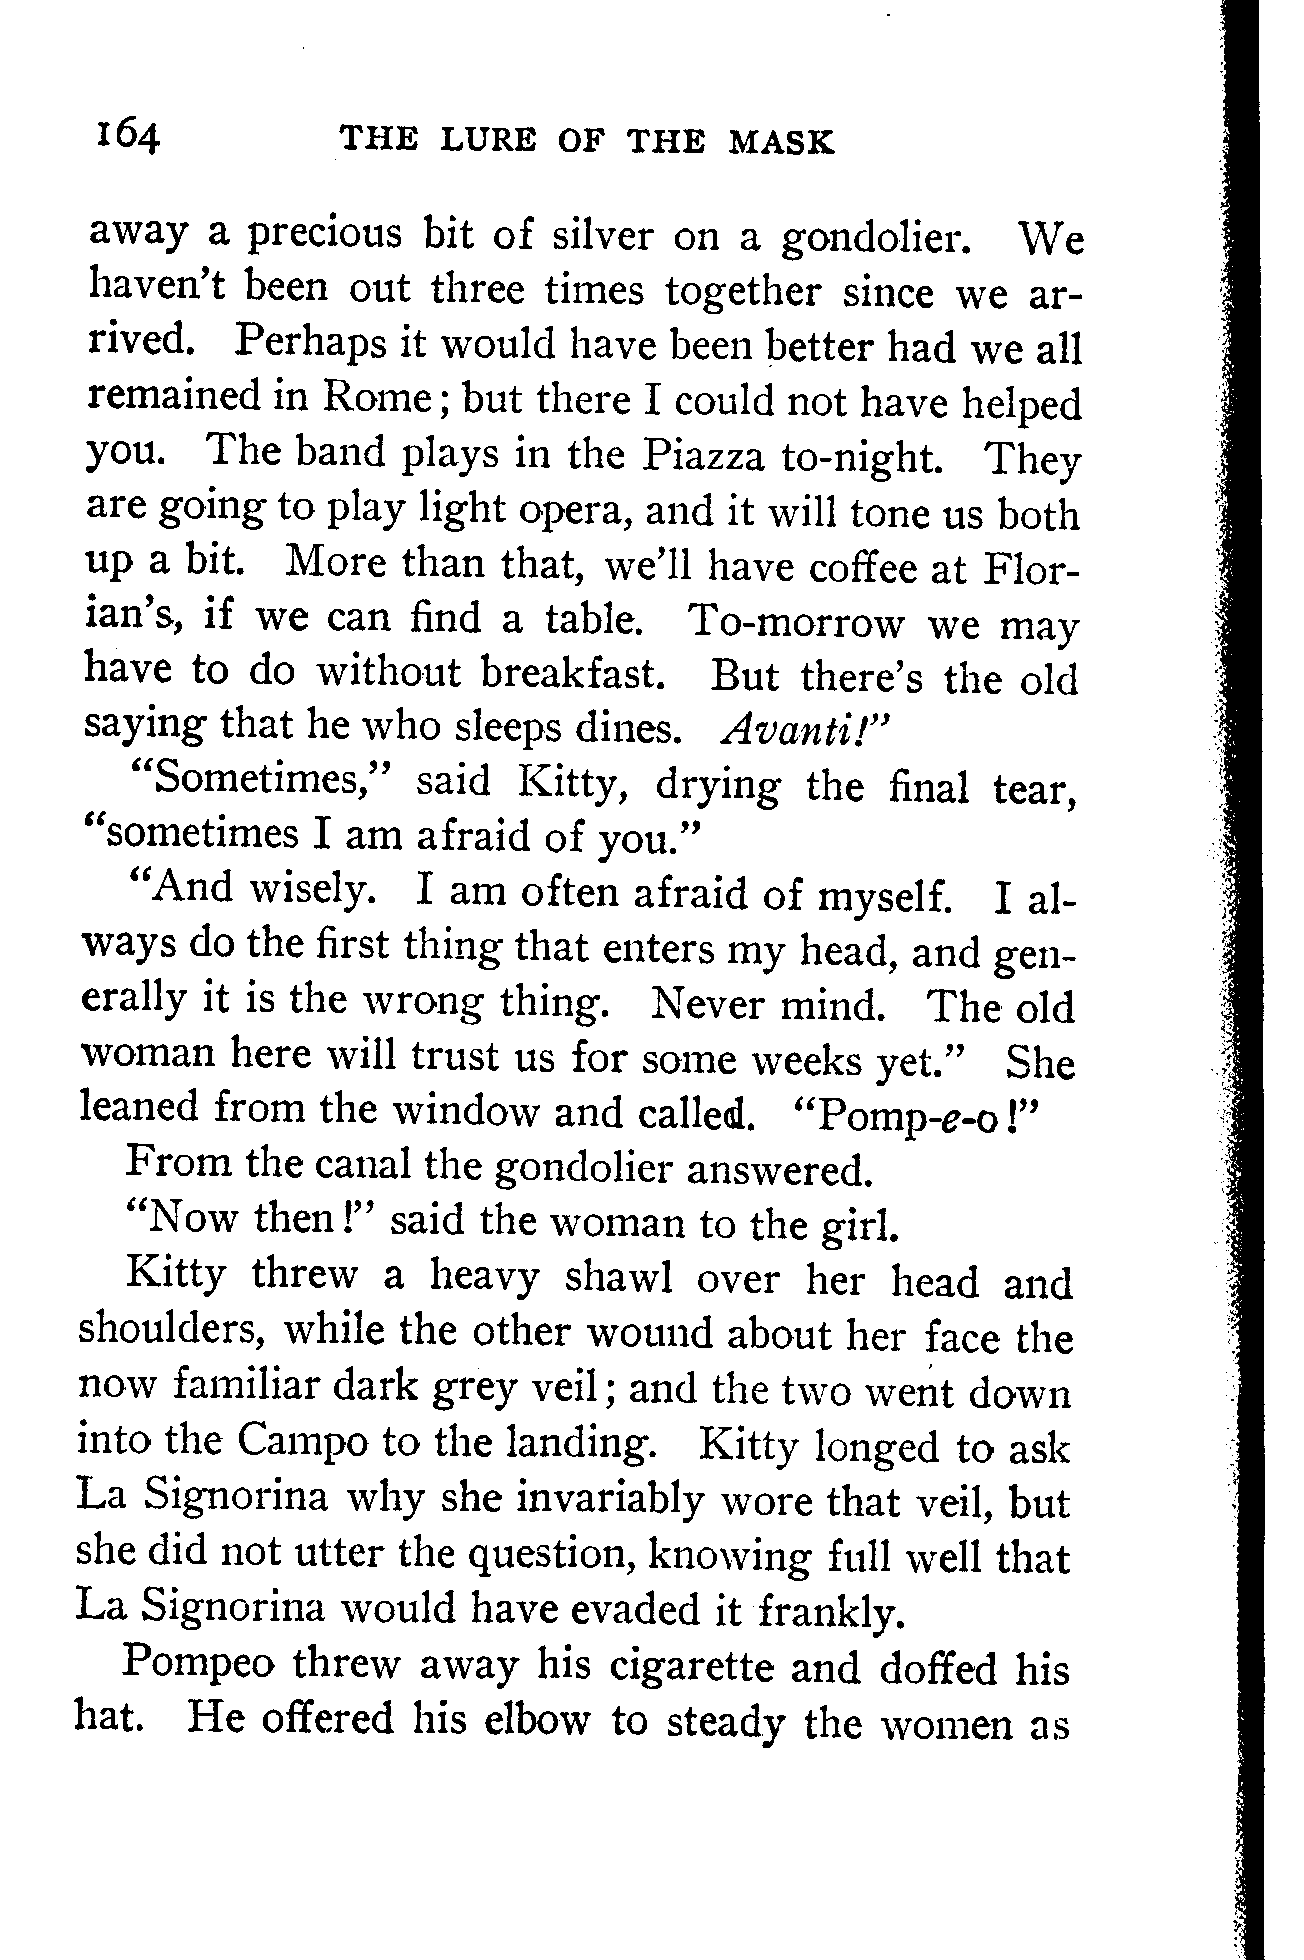 164 THE LURE OF THE MASK
away a precious bit of silver on a gondolier. We
haven't been out three times together since we ar-
rived. Perhaps it would have been better had we all
remained in Rome; but there I could not have helped
you. The band plays in the Piazza to-night. They
are going to play light opera, and it will tone us both
up a bit. More than that, we'll have coffee at Flor-
ian's, if we can find a table. To-morrow we may
have to do without breakfast. But there's the old
saying that he who sleeps dines. Avanti!"
"Sometimes," said Kitty, drying the final tear,
"sometimes I am afraid of you."
"And wisely. I am often afraid of myself. I al-
ways do the first thing that enters my head, and gen-
erally it is the wrong thing. Never mind. The old
woman here will trust us for some weeks yet." She
leaned from the window and called. "Pomp-e-o!"
From the canal the gondolier answered.
"Now then!" said the woman to the girl.
Kitty threw a heavy shawl over her head and
shoulders, while the other wound about her face the
now familiar dark grey veil; and the two went down
into the Campo to the landing. Kitty longed to ask
La Signorina why she invariably wore that veil, but
she did not utter the question, knowing full well that
La Signorina would have evaded it frankly.
Pompeo threw away his cigarette and doffed his
hat. He offered his elbow to steady the women as